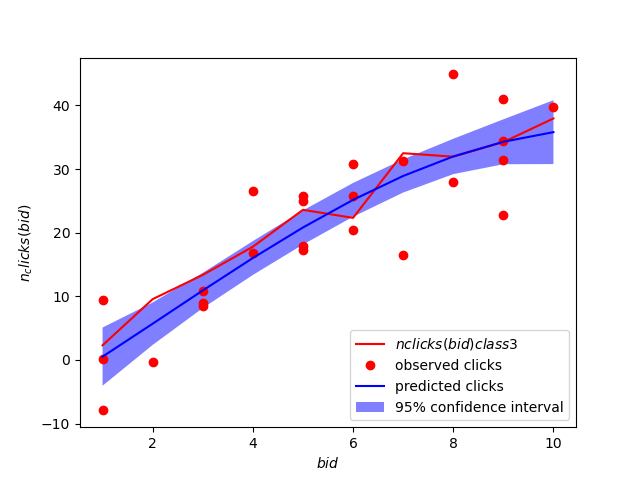 40
30
20
10
0
−10
n_clicks(bid)
2
4
6
8
10
bid
nclicks(bid)class3
observed clicks
predicted clicks
95% confidence interval